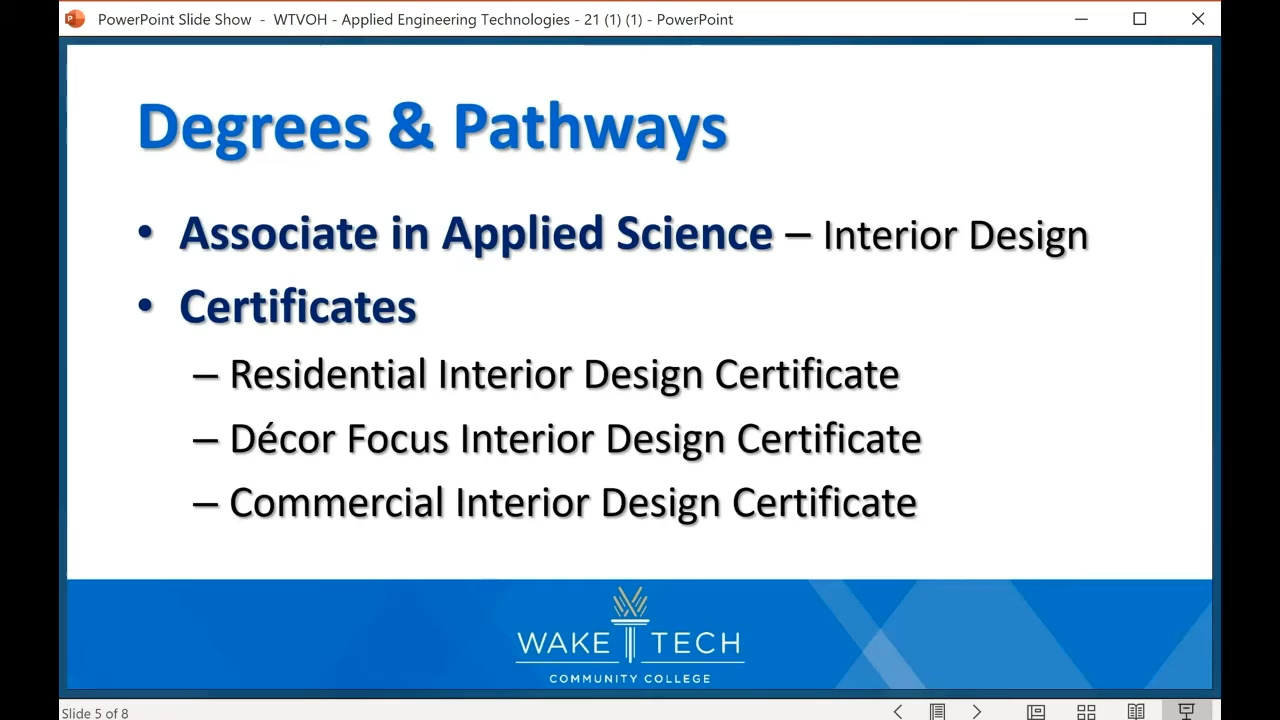 PowerPoint Slide Show - WTVOH - Applied Engineering Technologies - 21 (1) (1) - PowerPoint
Degrees & Pathways
• Associate in Applied Science – Interior Design
• Certificates
– Residential Interior Design Certificate
– Décor Focus Interior Design Certificate
– Commercial Interior Design Certificate
WAKE TECH
COMMUNITY COLLEGE
Slide 5 of 8